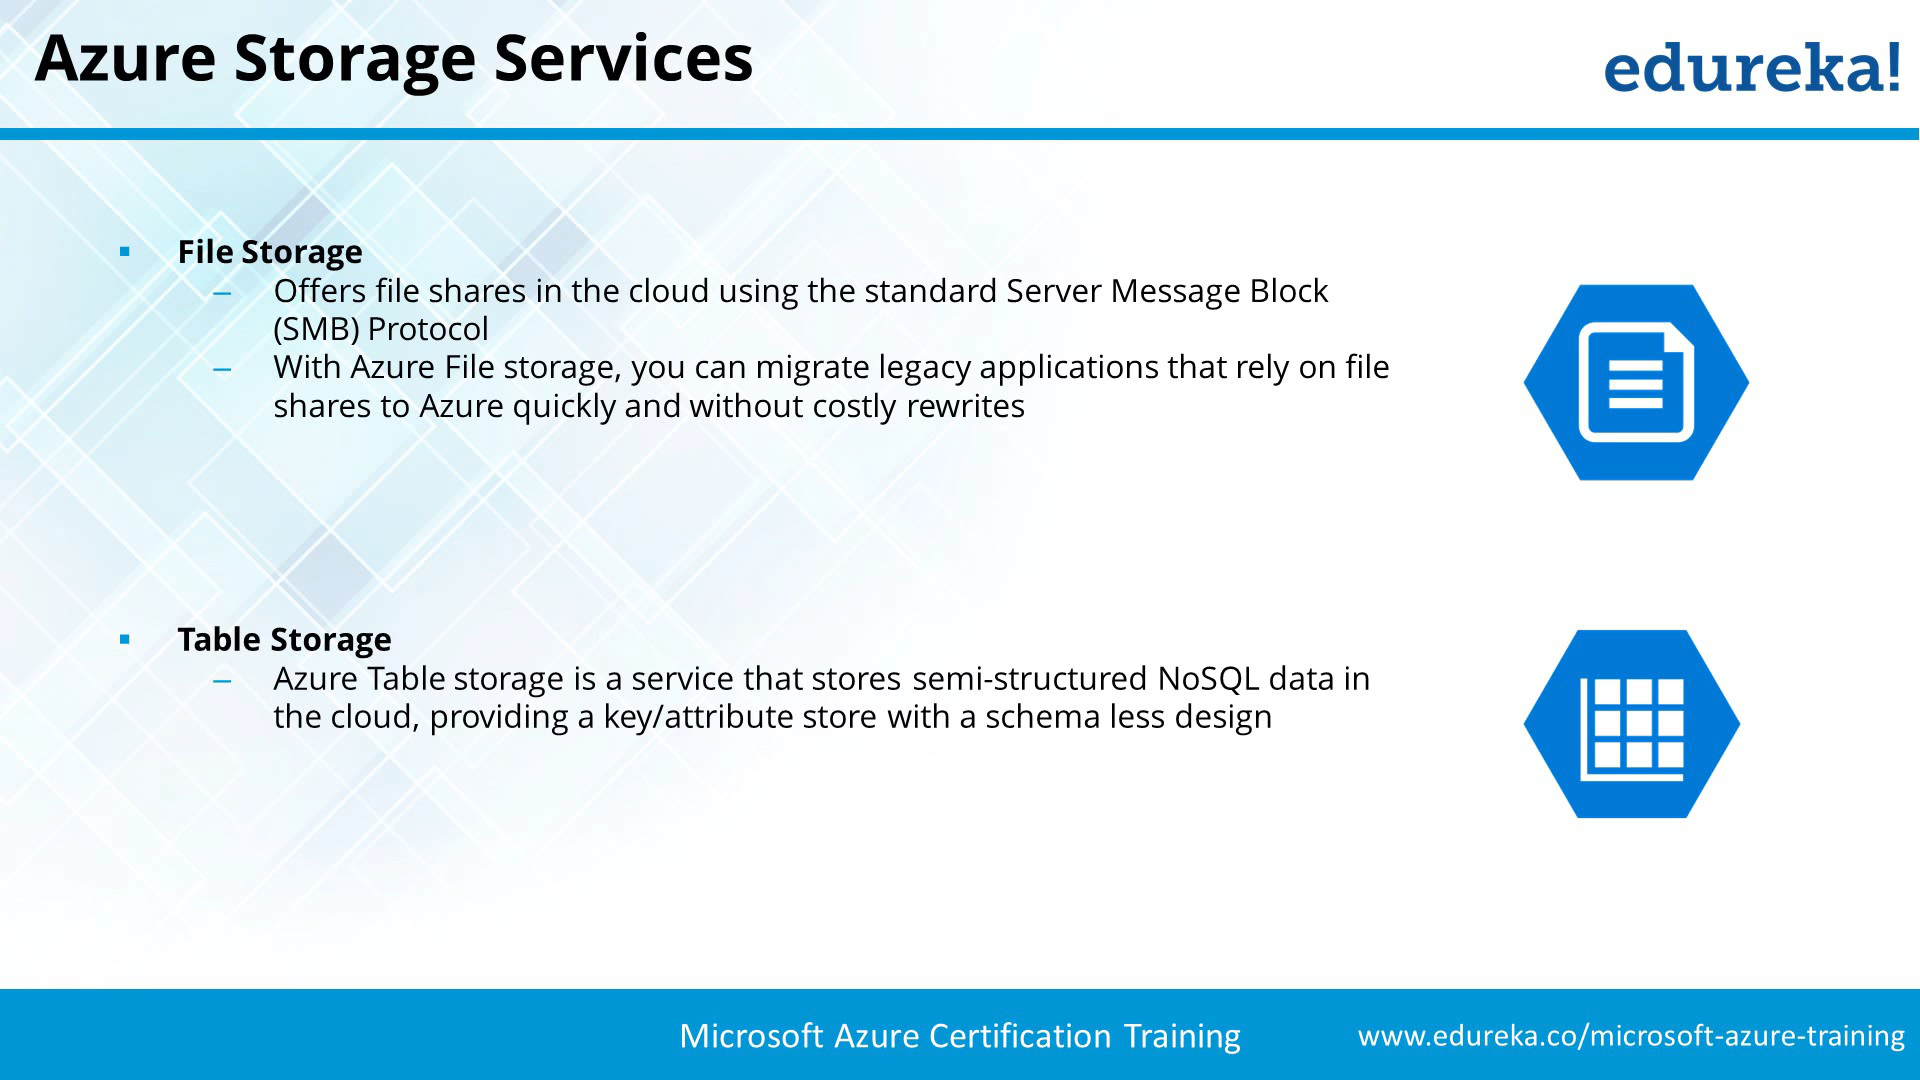 Azure Storage Services
edureka!
▪ File Storage
– Offers file shares in the cloud using the standard Server Message Block
(SMB) Protocol
– With Azure File storage, you can migrate legacy applications that rely on file
shares to Azure quickly and without costly rewrites
▪ Table Storage
– Azure Table storage is a service that stores semi-structured NoSQL data in
the cloud, providing a key/attribute store with a schema less design
Microsoft Azure Certification Training
www.edureka.co/microsoft-azure-training